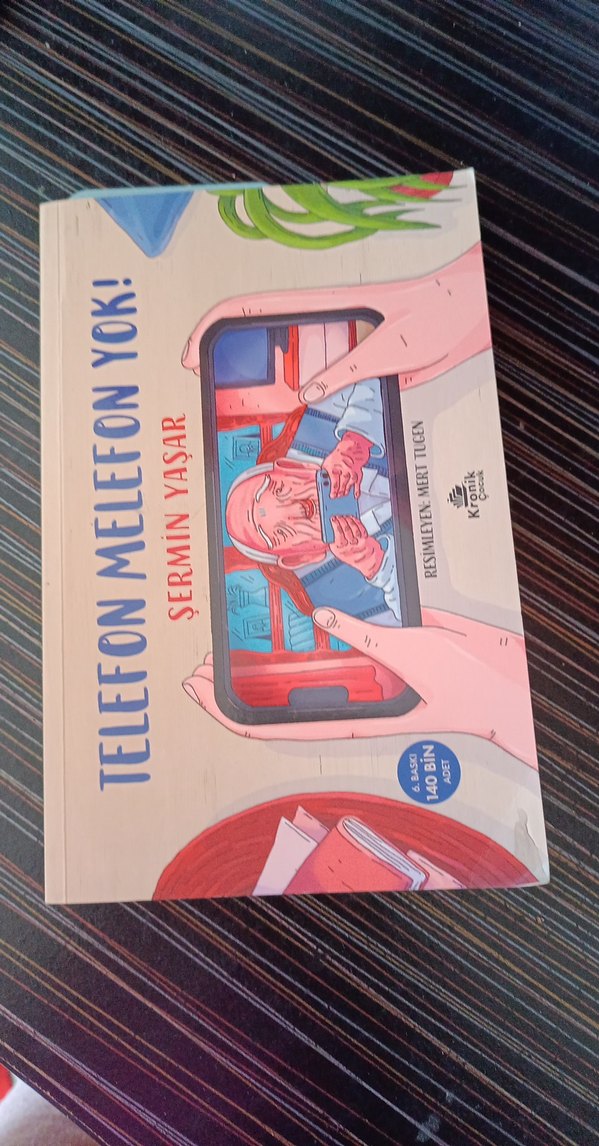 TELEFON MELEFON YOK!
ŞERMİN YAŞAR
RESİMLEYEN: MERT TUGEN
Kronik
Çocuk
6. BASKI
140 BİN
ADET